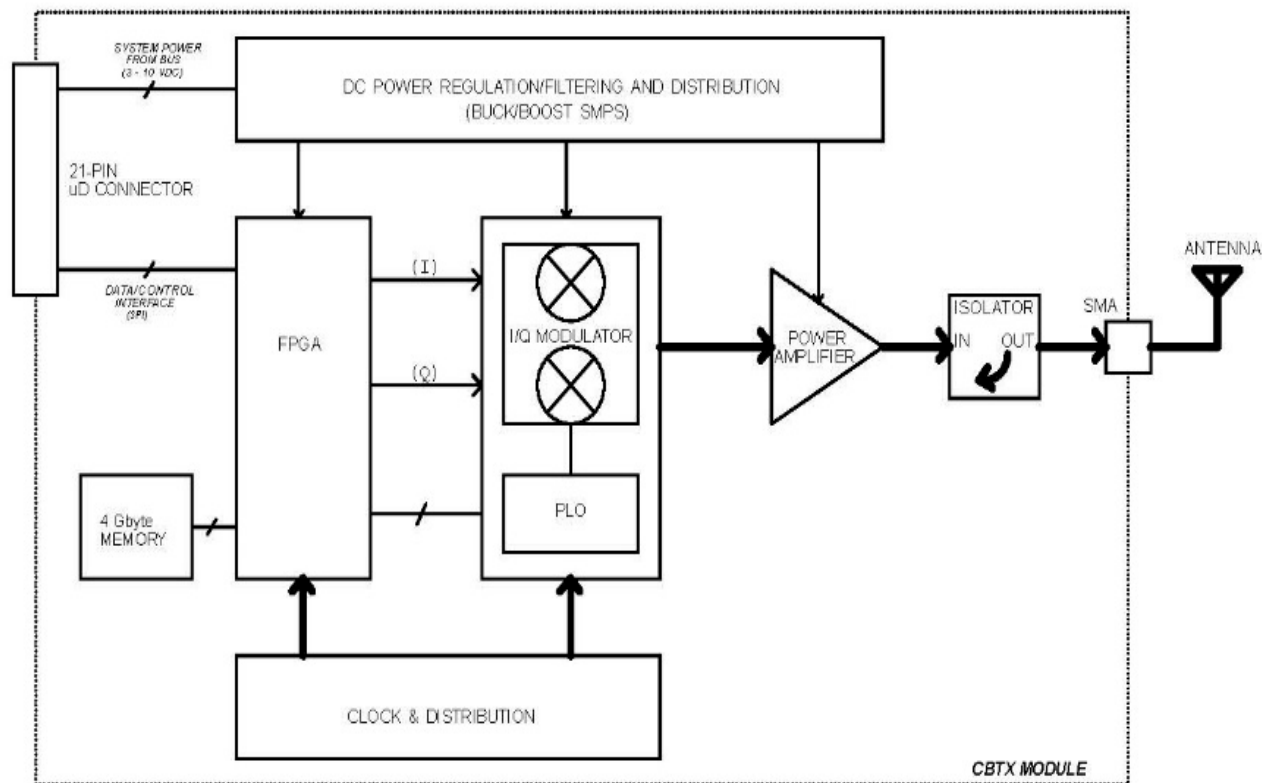 SYSTEM POWER
FROM BUS
(3 - 10 VDC)
DC POWER REGULATION/FILTERING AND DISTRIBUTION
(BUCK/BOOST SMPS)
21-PIN
uD CONNECTOR
DATA/CONTROL
INTERFACE
(SPI)
FPGA
(I)
(Q)
I/Q MODULATOR
PLO
POWER
AMPLIFIER
ISOLATOR
IN OUT
SMA
ANTENNA
4 Gbyte
MEMORY
CLOCK & DISTRIBUTION
CBTX MODULE